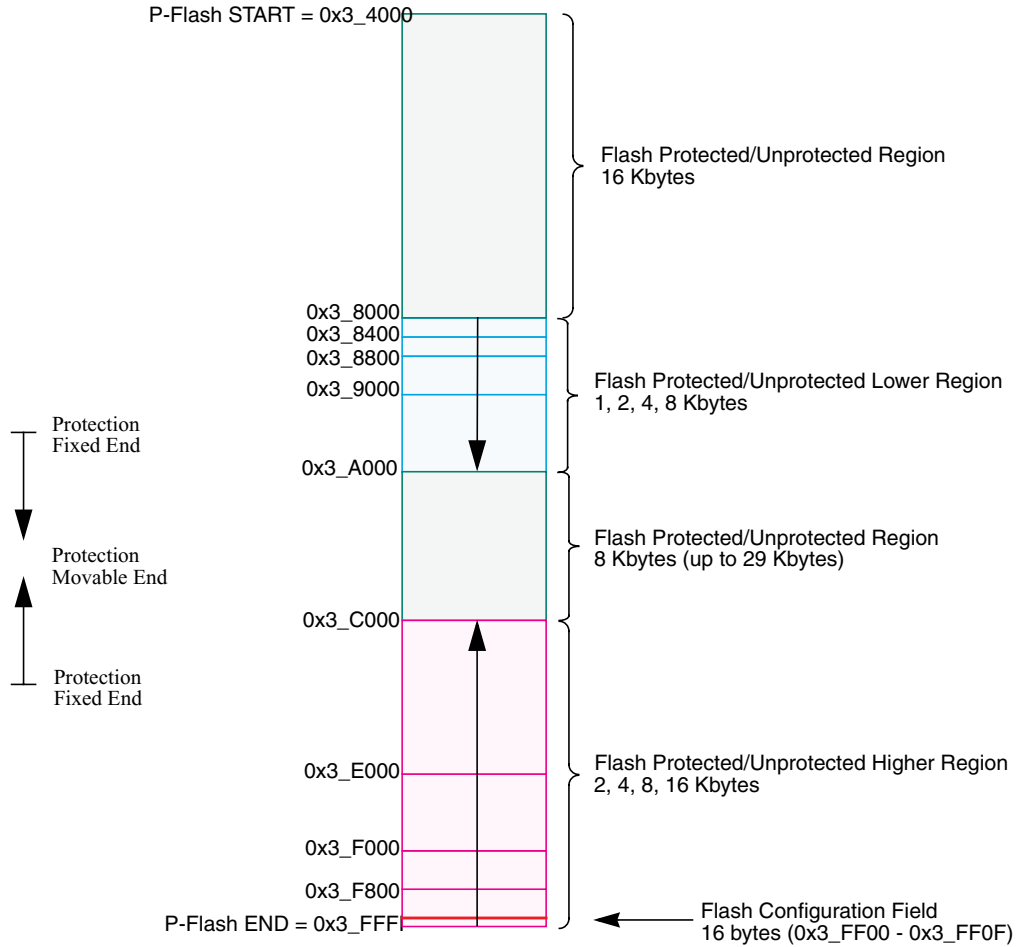 P-Flash START = 0x3_4000
Flash Protected/Unprotected Region
16 Kbytes
0x3_8000
0x3_8400
0x3_8800
0x3_9000
Flash Protected/Unprotected Lower Region
1, 2, 4, 8 Kbytes
Protection
Fixed End
0x3_A000
Protection
Movable End
Flash Protected/Unprotected Region
8 Kbytes (up to 29 Kbytes)
0x3_C000
Protection
Fixed End
0x3_E000
Flash Protected/Unprotected Higher Region
2, 4, 8, 16 Kbytes
0x3_F000
0x3_F800
P-Flash END = 0x3_FFFF
Flash Configuration Field
16 bytes (0x3_FF00 - 0x3_FF0F)